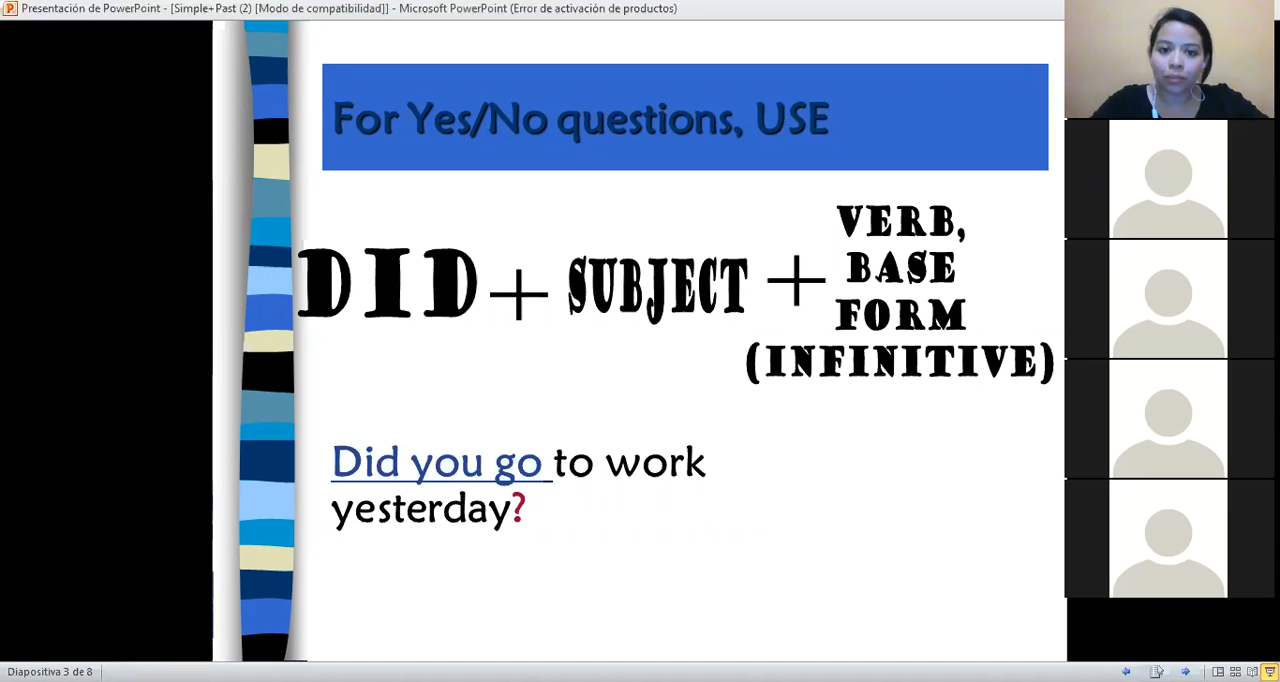 Presentación de PowerPoint - [Simple+Past (2) [Modo de compatibilidad]] - Microsoft PowerPoint (Error de activación de productos)
For Yes/No questions, USE
DID + SUBJECT + VERB,
BASE
FORM
(INFINITIVE)
Did you go to work
yesterday?
Diapositiva 3 de 8